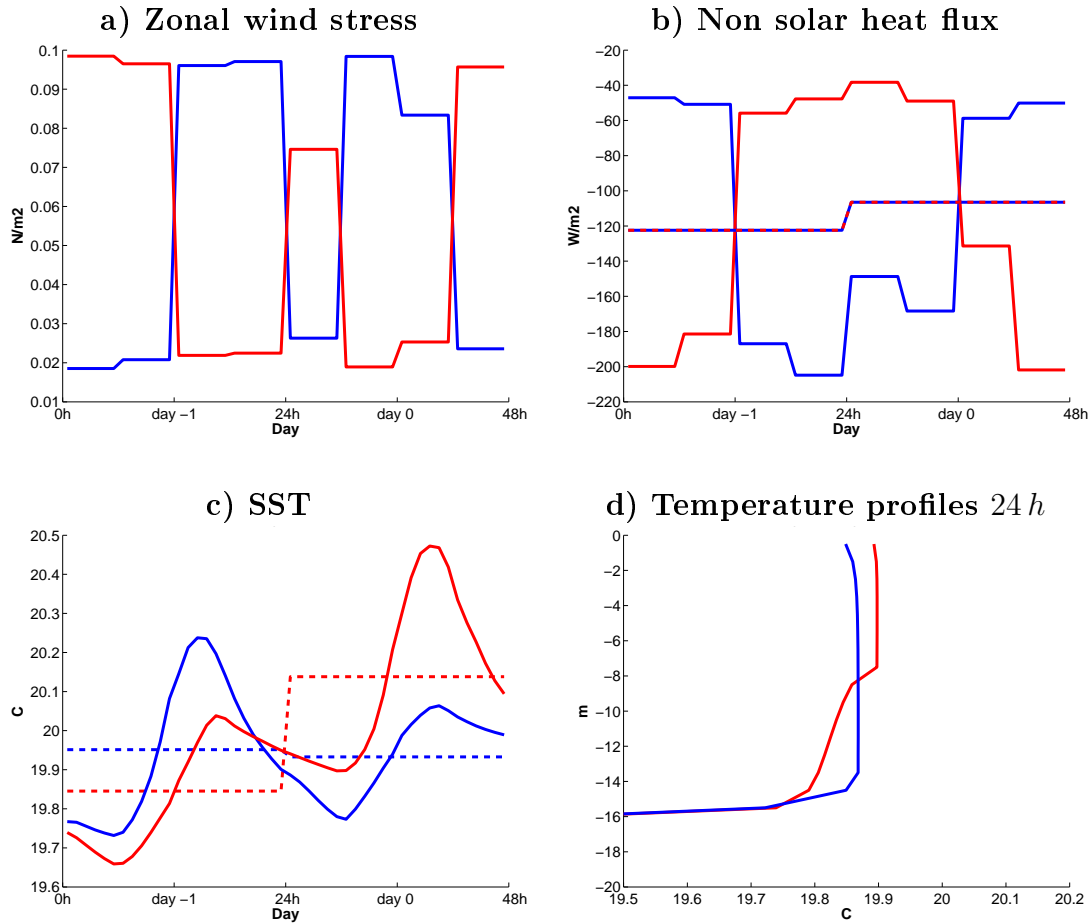 a) Zonal wind stress
0.1
0.09
0.08
0.07
0.06
0.05
0.04
0.03
0.02
0.01
N/m2
0h
day −1
24h
day 0
48h
Day
b) Non solar heat flux
−20
−40
−60
−80
−100
−120
−140
−160
−180
−200
−220
W/m2
0h
day −1
24h
day 0
48h
Day
c) SST
20.5
20.4
20.3
20.2
20.1
20
19.9
19.8
19.7
19.6
C
0h
day −1
24h
day 0
48h
Day
d) Temperature profiles 24 h
0
−2
−4
−6
−8
−10
−12
−14
−16
−18
−20
m
19.5
19.6
19.7
19.8
19.9
20
20.1
20.2
C